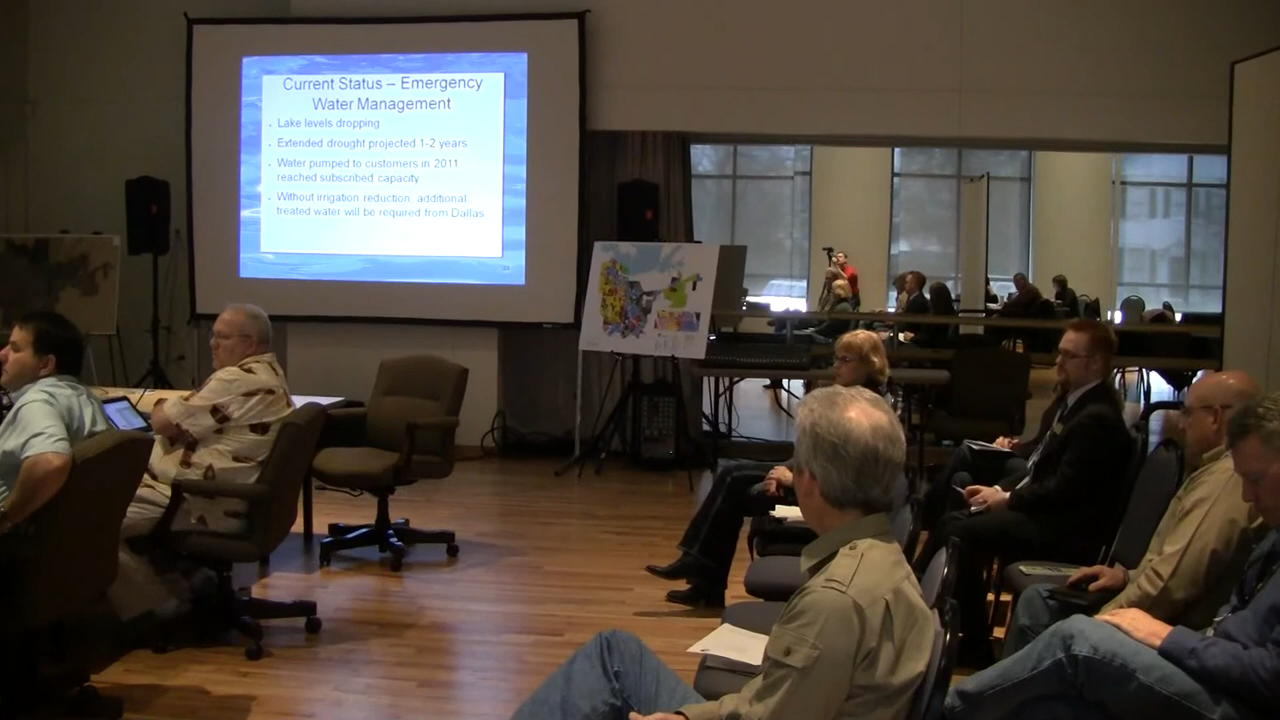 Current Status – Emergency
Water Management
Lake levels dropping
Extended drought projected 1-2 years
Water pumped to customers in 2011
reached subscribed capacity
Without irrigation reduction, additional
treated water will be required from Dallas